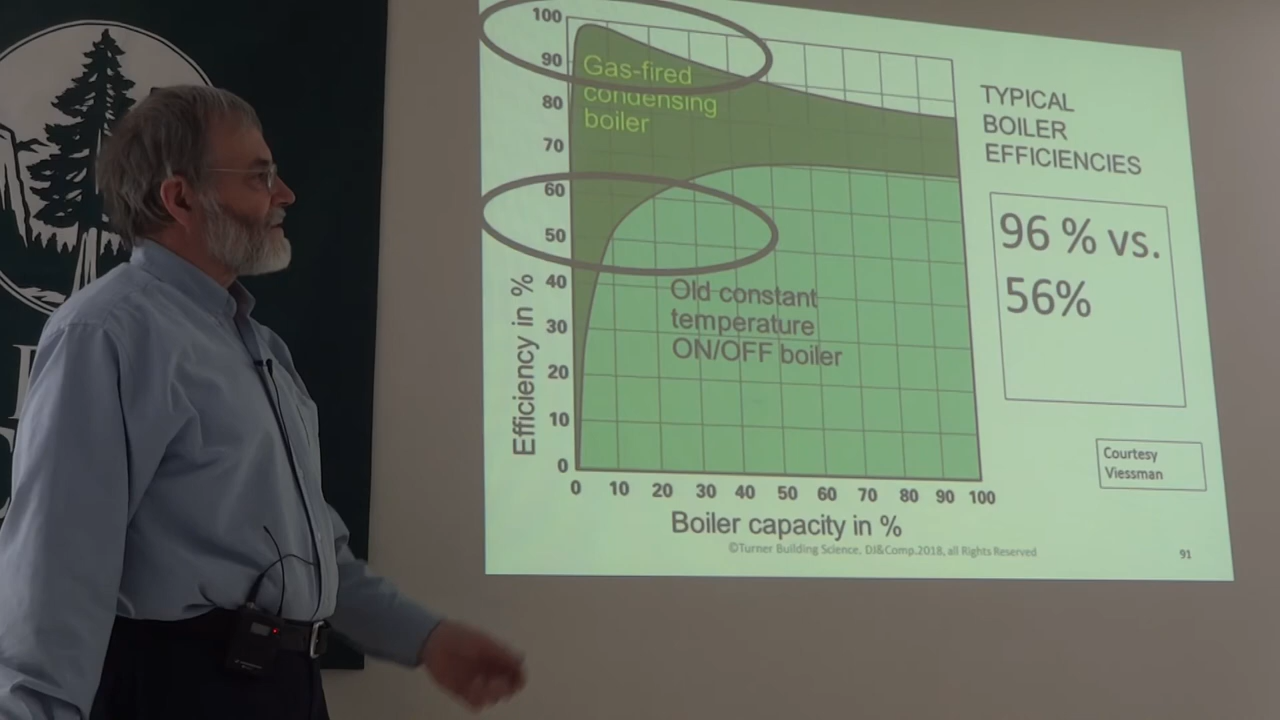 100
90
80
70
60
50
40
30
20
10
0
Efficiency in %
Gas-fired
condensing
boiler
Old constant
temperature
ON/OFF boiler
0 10 20 30 40 50 60 70 80 90 100
Boiler capacity in %
TYPICAL
BOILER
EFFICIENCIES
96 % vs.
56%
Courtesy
Viessman
©Turner Building Science, DJ&Comp.2018, all Rights Reserved
91